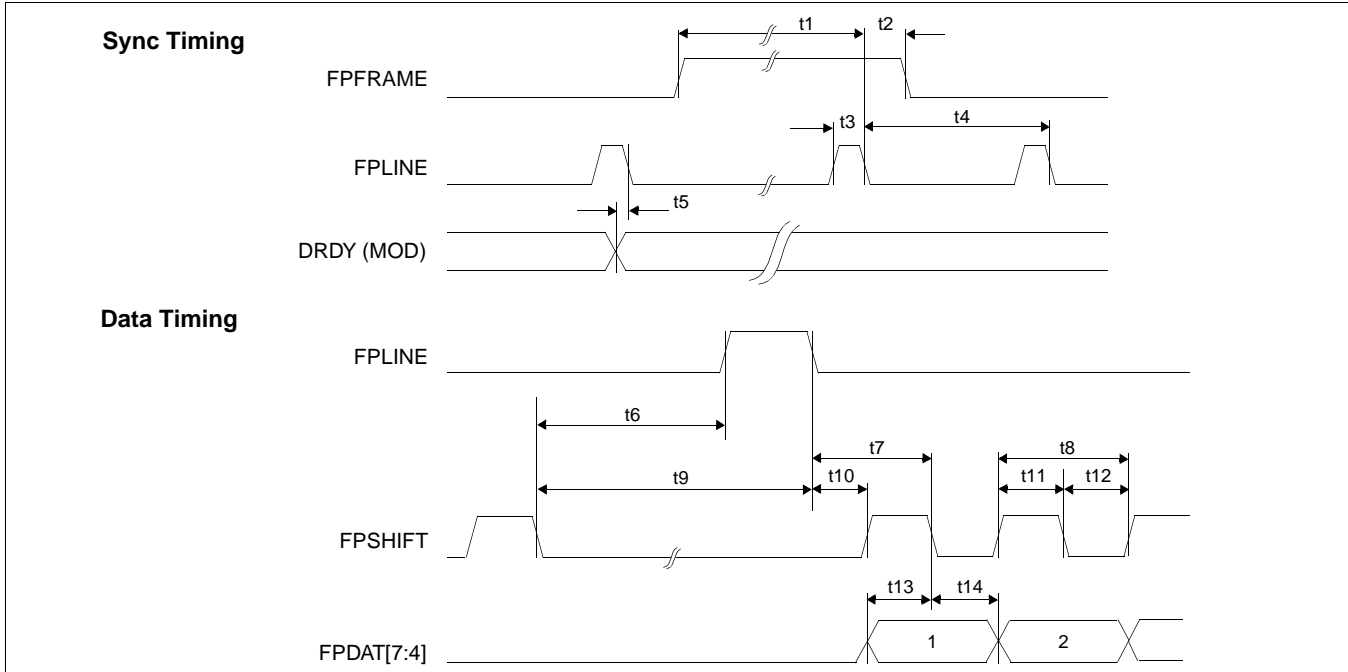 Sync Timing
t1 t2
FPFRAME
t3 t4
FPLINE
t5
DRDY (MOD)
Data Timing
FPLINE
t6
t7 t8
t9 t10 t11 t12
FPSHIFT
t13 t14
FPDAT[7:4] 1 2